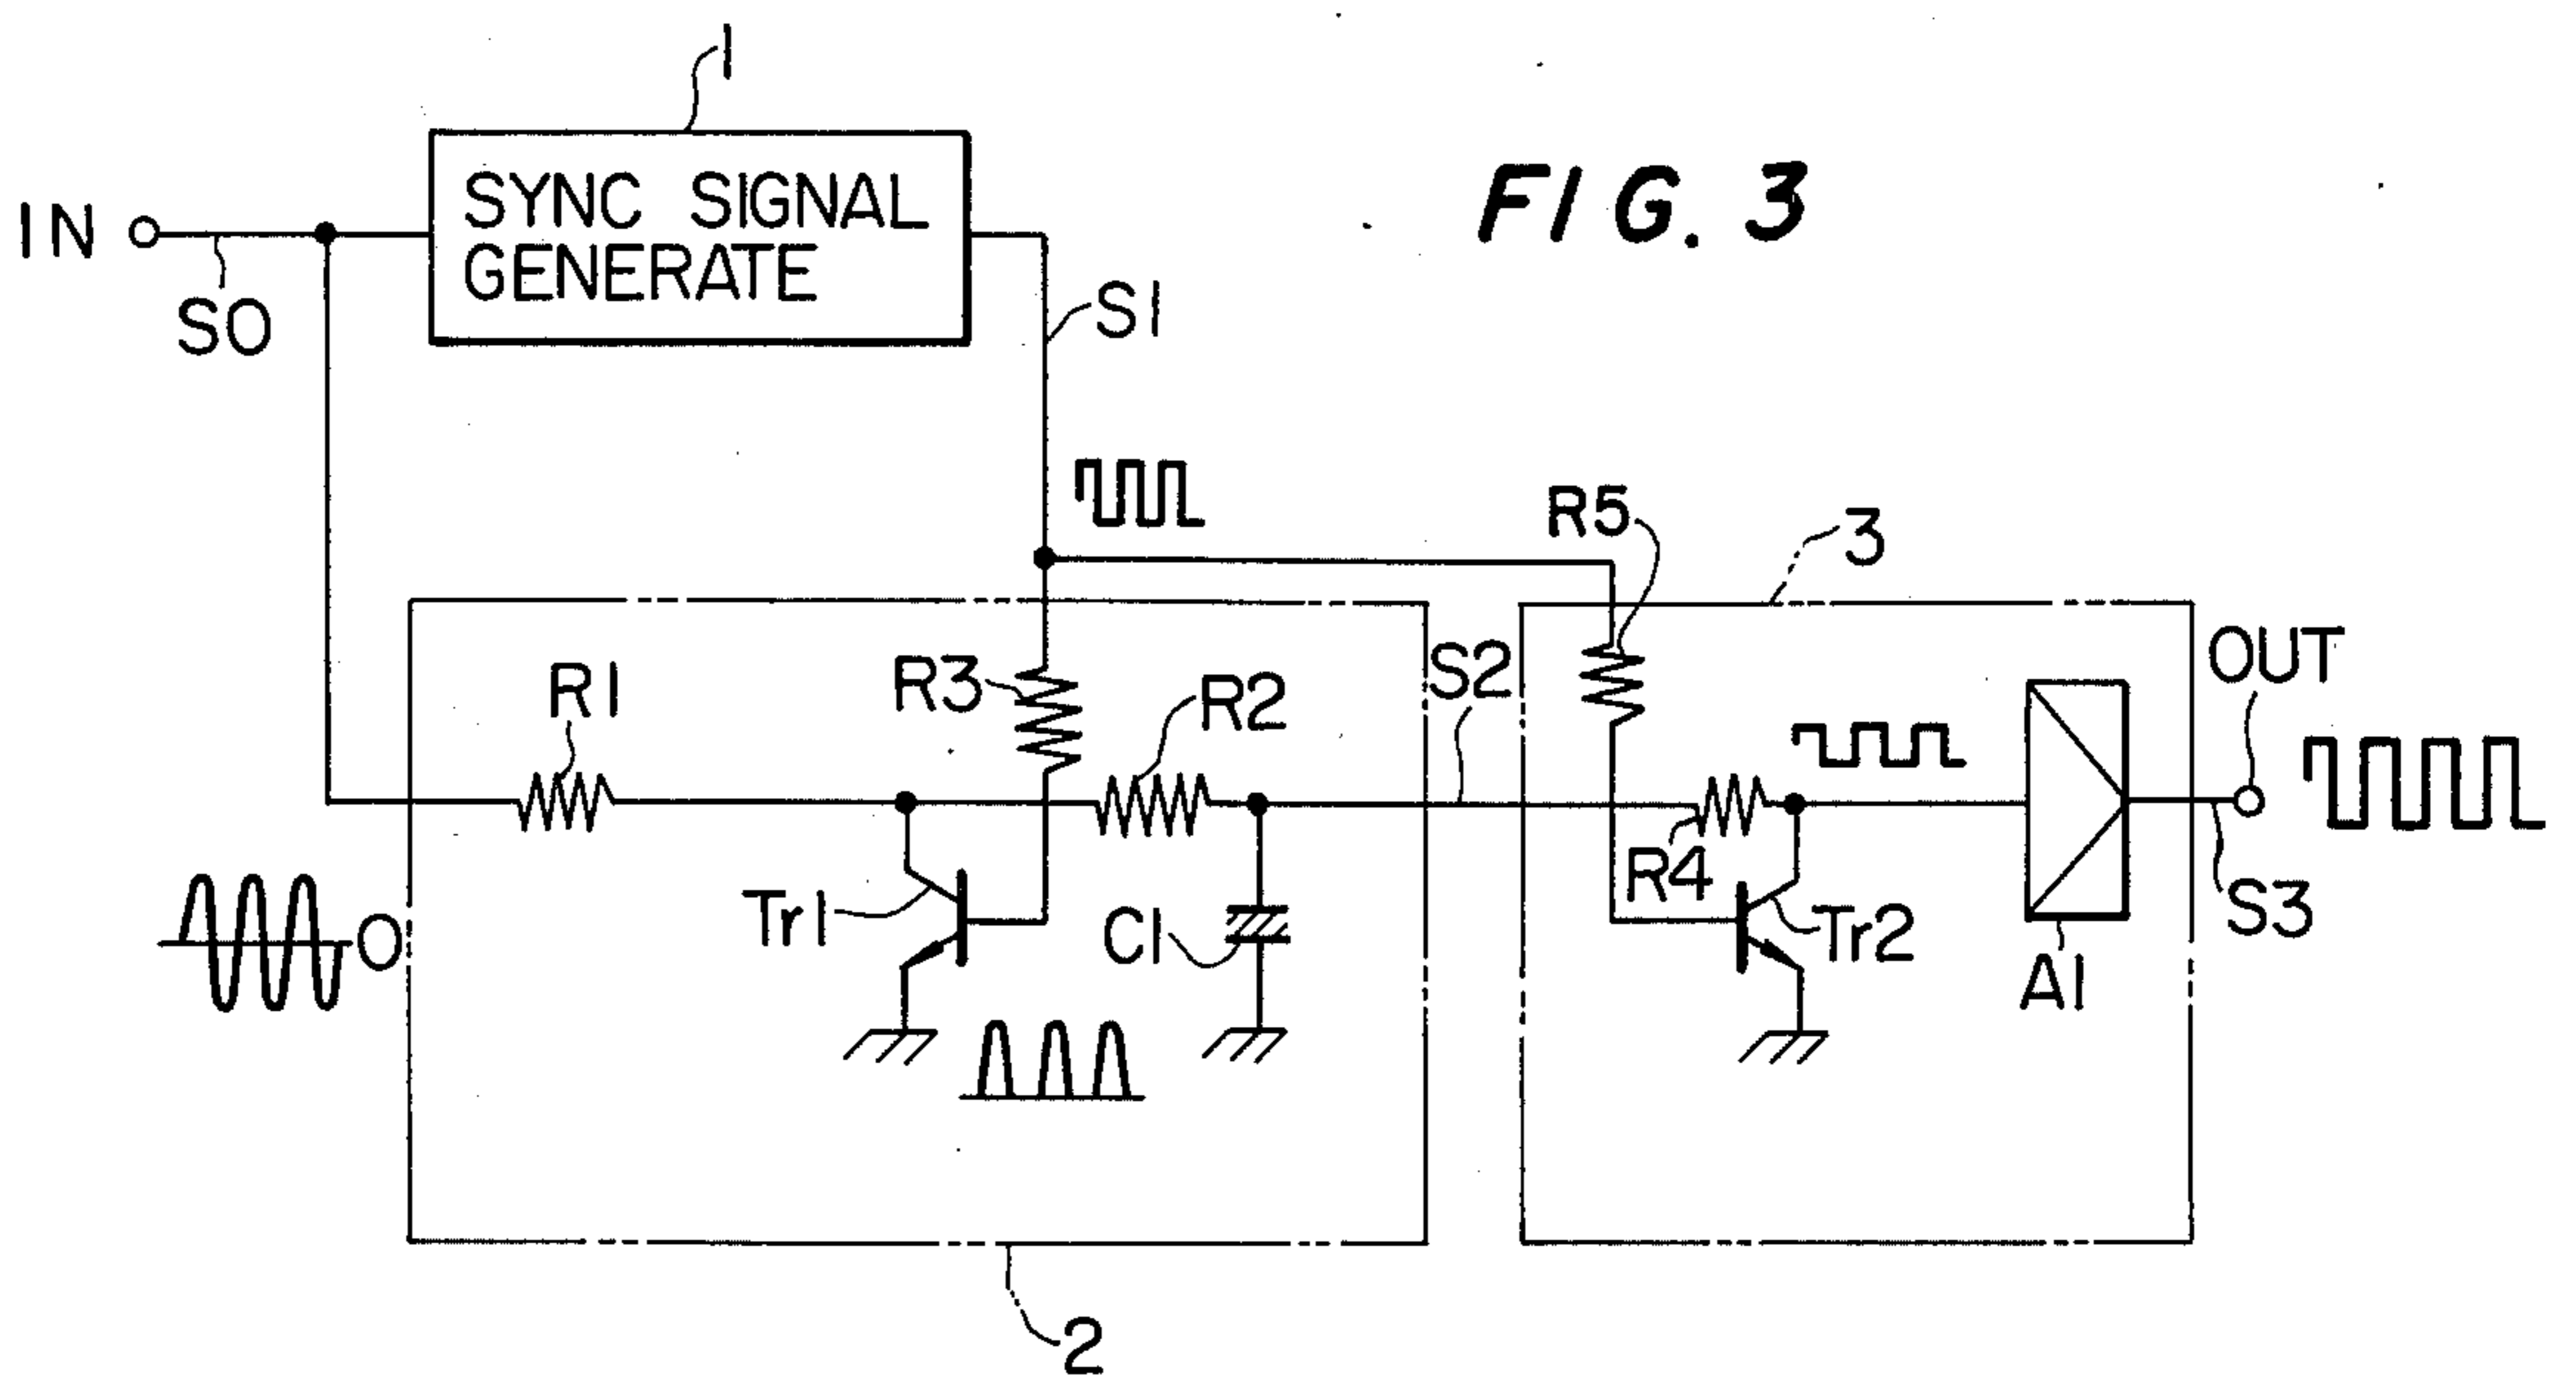 1
FIG. 3
IN
SYNC SIGNAL
GENERATE
S0
S1
R5
3
R1
R3
R2
S2
OUT
R4
Tr1
C1
Tr2
S3
O
A1
2